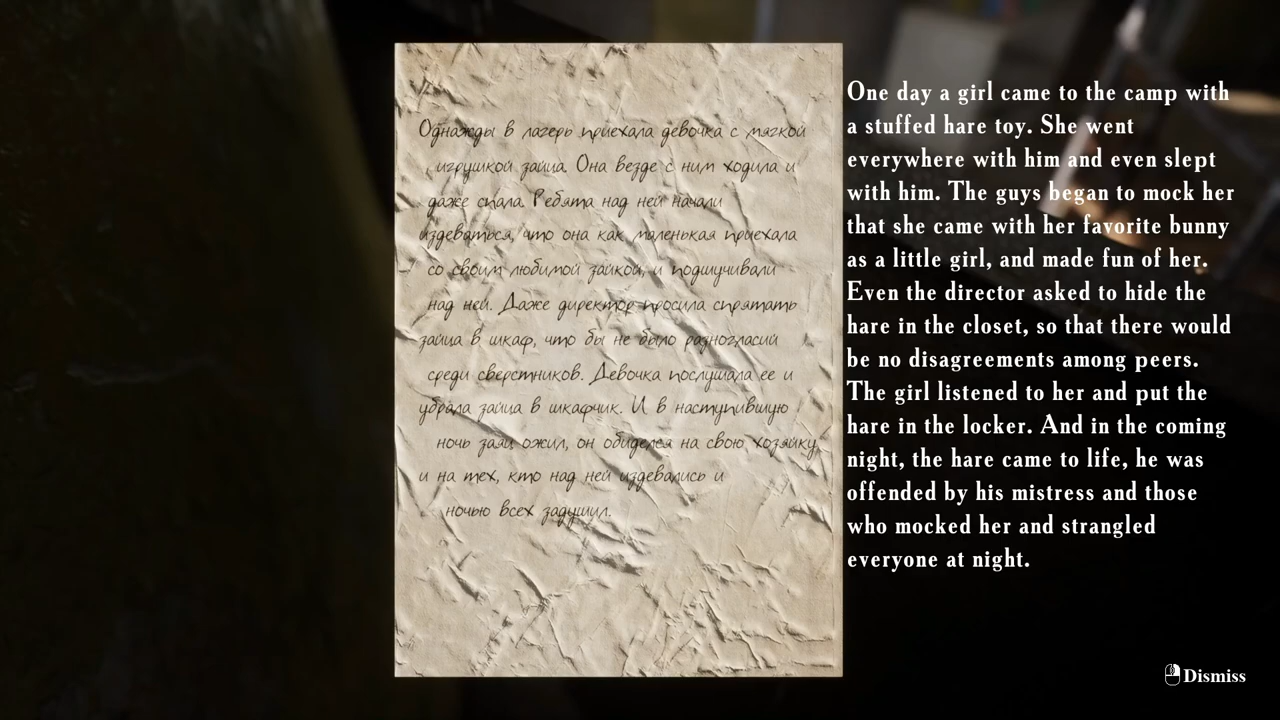 Однажды в лагерь приехала девочка с мягкой
игрушкой зайца. Она везде с ним ходила и
даже спала. Ребята над ней начали
издеваться, что она как маленькая приехала
со своим любимой зайкой, и подшучивали
над ней. Даже директор просила спрятать
зайца в шкаф, что бы не было разногласий
среди сверстников. Девочка послушала ее и
убрала зайца в шкафчик. И в наступившую
ночь заяц ожил, он обиделся на свою хозяйку
и на тех, кто над ней издевались и
ночью всех задушил.
One day a girl came to the camp with
a stuffed hare toy. She went
everywhere with him and even slept
with him. The guys began to mock her
that she came with her favorite bunny
as a little girl, and made fun of her.
Even the director asked to hide the
hare in the closet, so that there would
be no disagreements among peers.
The girl listened to her and put the
hare in the locker. And in the coming
night, the hare came to life, he was
offended by his mistress and those
who mocked her and strangled
everyone at night.
Dismiss